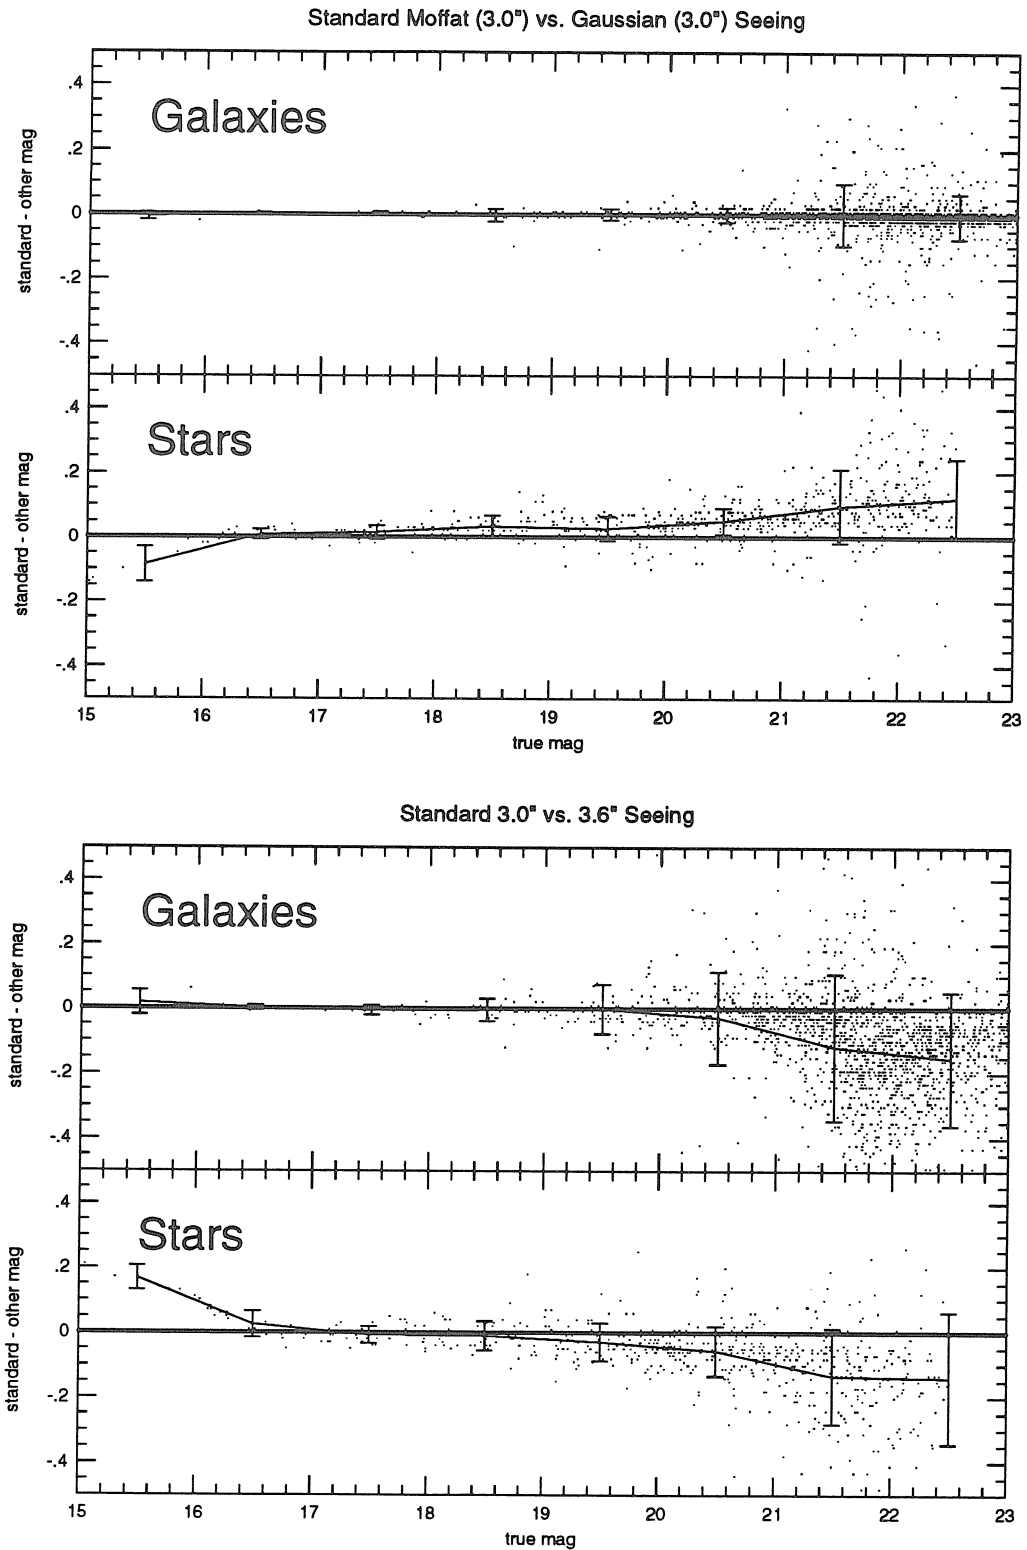 Standard Moffat (3.0") vs. Gaussian (3.0") Seeing
Galaxies
standard - other mag
.4
.2
0
-.2
-.4
Stars
standard - other mag
.4
.2
0
-.2
-.4
15 16 17 18 19 20 21 22 23
true mag
Standard 3.0" vs. 3.6" Seeing
Galaxies
standard - other mag
.4
.2
0
-.2
-.4
Stars
standard - other mag
.4
.2
0
-.2
-.4
15 16 17 18 19 20 21 22 23
true mag